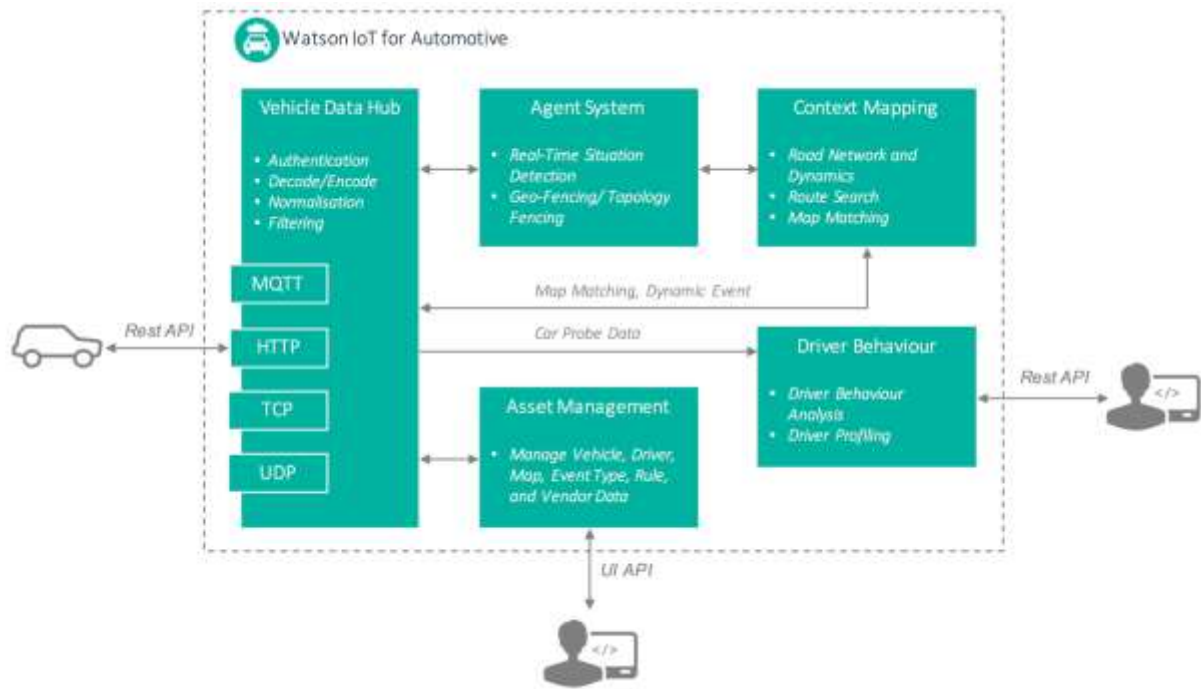 Watson IoT for Automotive
Vehicle Data Hub
• Authentication
• Decode/Encode
• Normalisation
• Filtering
MQTT
HTTP
TCP
UDP
Agent System
• Real-Time Situation
Detection
• Geo-Fencing/ Topology
Fencing
Context Mapping
• Road Network and
Dynamics
• Route Search
• Map Matching
Map Matching, Dynamic Event
Rest API
Car Probe Data
Driver Behaviour
• Driver Behaviour
Analysis
• Driver Profiling
Rest API
</>
Asset Management
• Manage Vehicle, Driver,
Map, Event Type, Rule,
and Vendor Data
UI API
</>